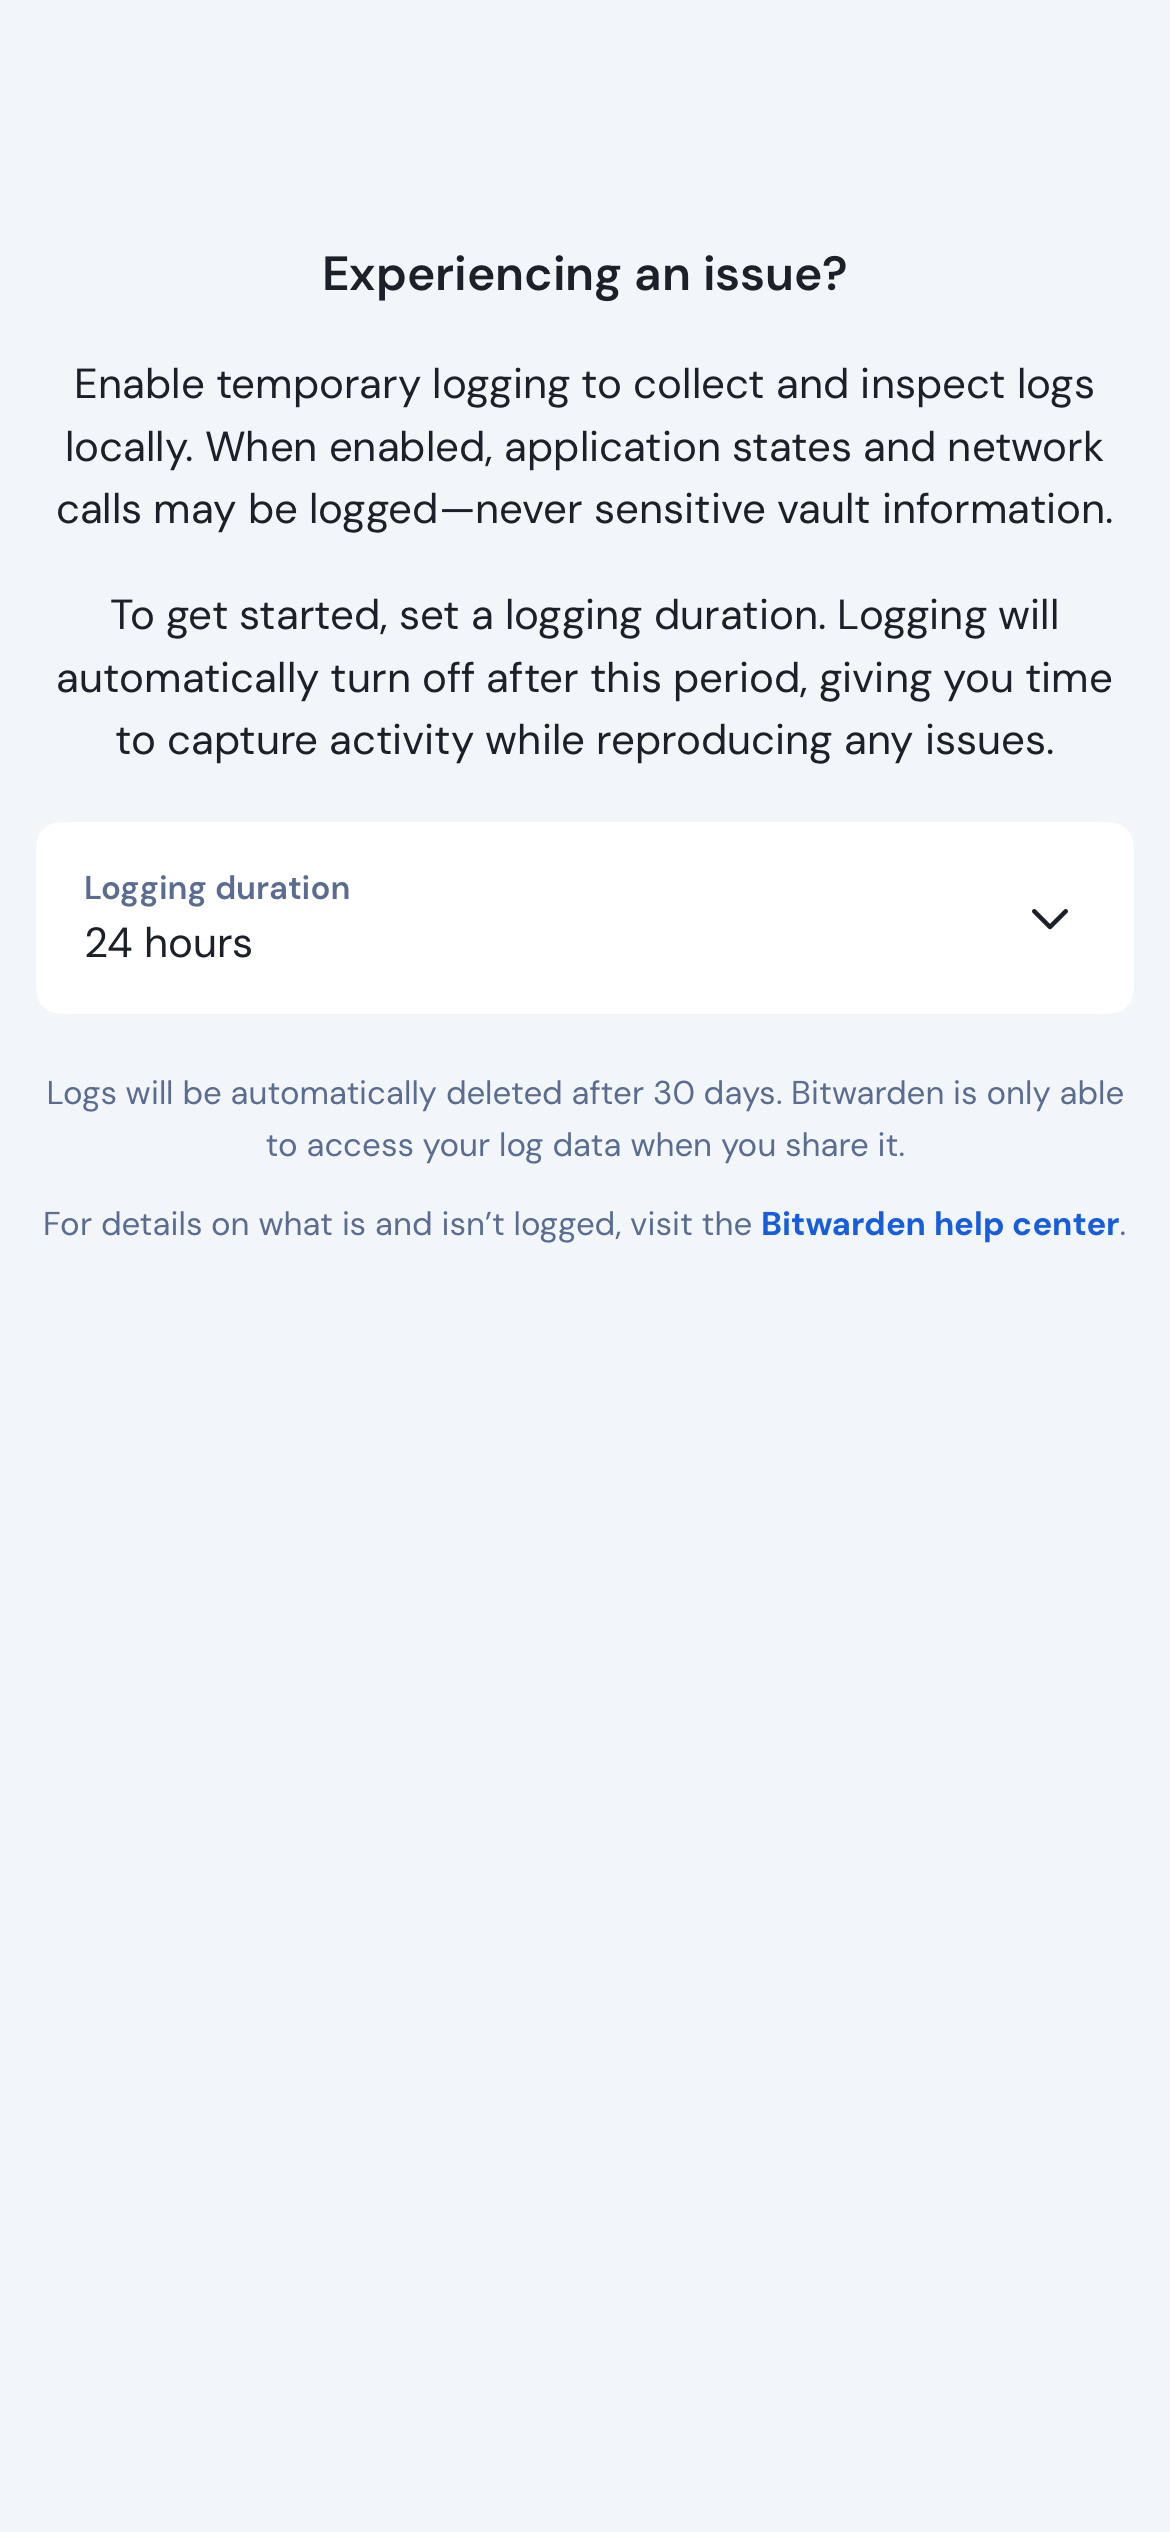 Experiencing an issue?
Enable temporary logging to collect and inspect logs
locally. When enabled, application states and network
calls may be logged—never sensitive vault information.
To get started, set a logging duration. Logging will
automatically turn off after this period, giving you time
to capture activity while reproducing any issues.
Logging duration
24 hours
Logs will be automatically deleted after 30 days. Bitwarden is only able
to access your log data when you share it.
For details on what is and isn’t logged, visit the Bitwarden help center.